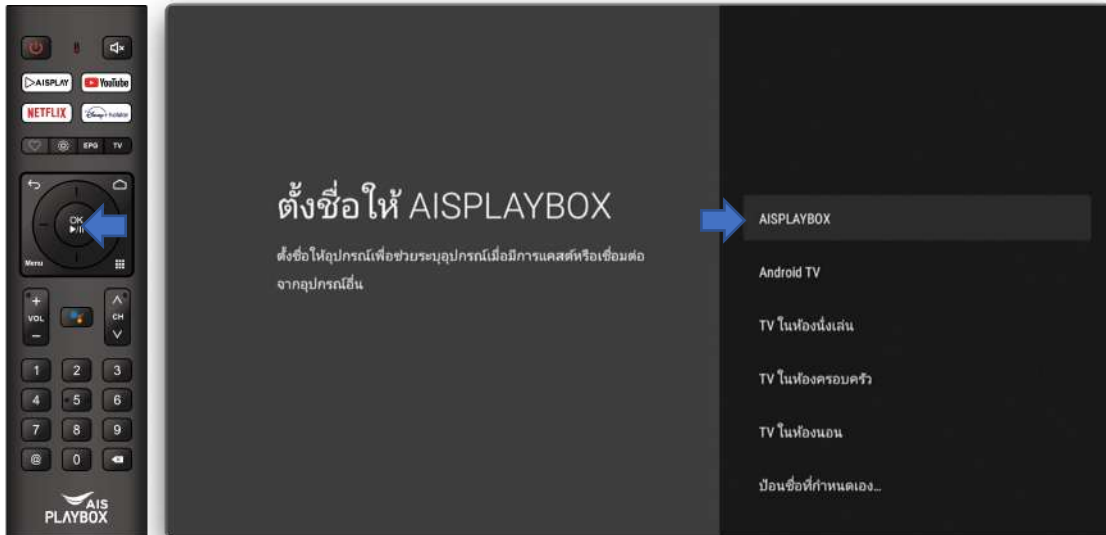 AISPLAY YouTube
NETFLIX Disney+ hotstar
EPG TV
OK
Menu
+
VOL CH
−
1 2 3
4 5 6
7 8 9
@ 0
AIS
PLAYBOX
ตั้งชื่อให้ AISPLAYBOX
ตั้งชื่อให้อุปกรณ์เพื่อช่วยระบุอุปกรณ์เมื่อมีการแคสต์หรือเชื่อมต่อ
จากอุปกรณ์อื่น
AISPLAYBOX
Android TV
TV ในห้องนั่งเล่น
TV ในห้องครอบครัว
TV ในห้องนอน
ป้อนชื่อที่กำหนดเอง...